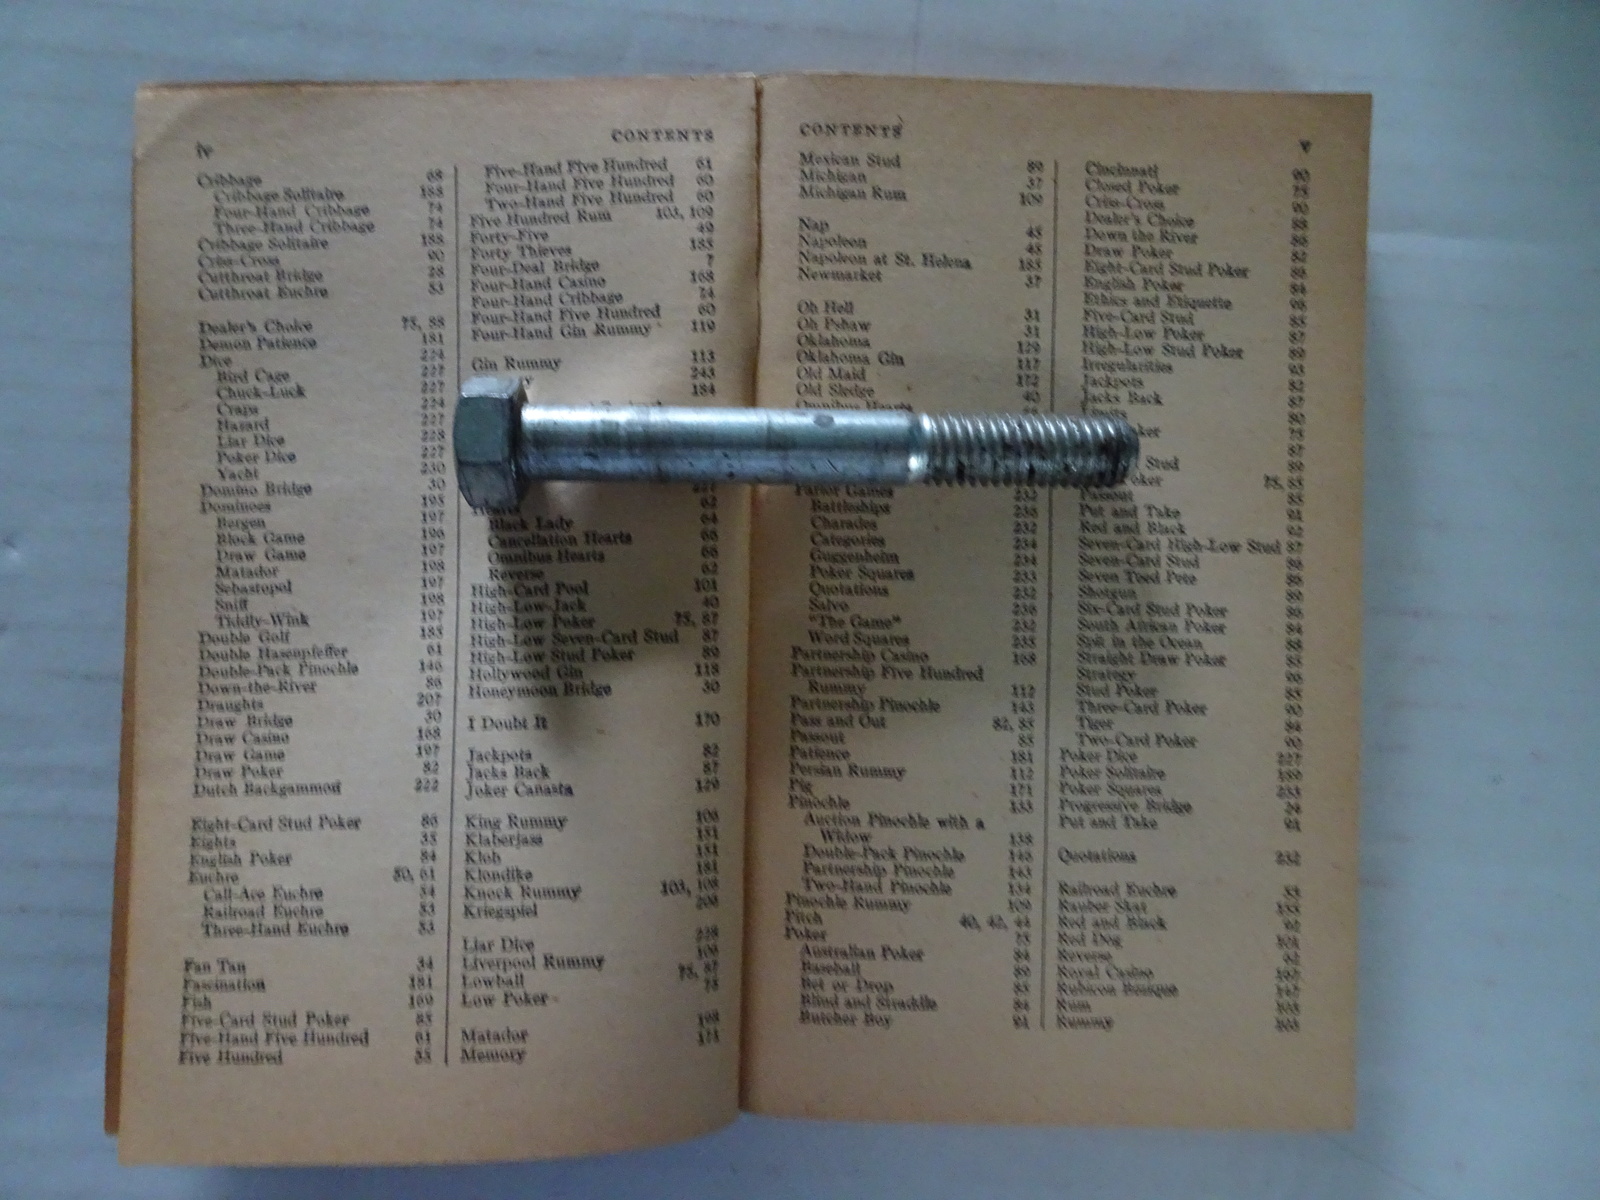 iv
CONTENTS
Cribbage 68
Cribbage Solitaire 188
Four-Hand Cribbage 74
Three-Hand Cribbage 74
Cribbage Solitaire 188
Criss-Cross 90
Cutthroat Bridge 28
Cutthroat Euchre 53
Dealer's Choice 75, 88
Demon Patience 181
Dice 224
Bird Cage 227
Chuck-Luck 227
Craps 224
Hazard 227
Liar Dice 228
Poker Dice 227
Yacht 230
Domino Bridge 30
Dominoes 195
Bergen 197
Block Game 196
Draw Game 197
Matador 198
Sebastopol 197
Sniff 198
Tiddly-Wink 197
Double Golf 185
Double Hasenpfeffer 61
Double-Pack Pinochle 146
Down-the-River 86
Draughts 207
Draw Bridge 30
Draw Casino 168
Draw Game 197
Draw Poker 82
Dutch Backgammon 222
Eight-Card Stud Poker 86
Eights 35
English Poker 84
Euchre 50, 61
Call-Ace Euchre 54
Railroad Euchre 53
Three-Hand Euchre 53
Fan Tan 34
Fascination 181
Fish 169
Five-Card Stud Poker 85
Five-Hand Five Hundred 61
Five Hundred 55
Five-Hand Five Hundred 61
Four-Hand Five Hundred 60
Two-Hand Five Hundred 60
Five Hundred Rum 103, 109
Forty-Five 49
Forty Thieves 185
Four-Deal Bridge 7
Four-Hand Casino 168
Four-Hand Cribbage 74
Four-Hand Five Hundred 60
Four-Hand Gin Rummy 119
Gin Rummy 113
243
184
Hearts 62
Black Lady 64
Cancellation Hearts 66
Omnibus Hearts 66
Reverse 62
High-Card Pool 101
High-Low-Jack 40
High-Low Poker 75, 87
High-Low Seven-Card Stud 87
High-Low Stud Poker 89
Hollywood Gin 118
Honeymoon Bridge 30
I Doubt It 170
Jackpots 82
Jacks Back 87
Joker Canasta 129
King Rummy 106
Klaberjass 151
Klob 151
Klondike 181
Knock Rummy 103, 108
Kriegspiel 206
Liar Dice 228
Liverpool Rummy 106
Lowball 75, 87
Low Poker 75
Matador 198
Memory 171
CONTENTS
v
Mexican Stud 89
Michigan 37
Michigan Rum 109
Nap 48
Napoleon 48
Napoleon at St. Helena 185
Newmarket 37
Oh Hell 31
Oh Pshaw 31
Oklahoma 129
Oklahoma Gin 117
Old Maid 172
Old Sledge 40
Omnibus Hearts
Parlor Games 232
Battleships 236
Charades 232
Categories 234
Guggenheim 234
Poker Squares 233
Quotations 232
Salvo 236
"The Game" 232
Word Squares 235
Partnership Casino 168
Partnership Five Hundred
Rummy 112
Partnership Pinochle 143
Pass and Out 82, 85
Passout 85
Patience 181
Persian Rummy 112
Pig 171
Pinochle 133
Auction Pinochle with a
Widow 138
Double-Pack Pinochle 146
Partnership Pinochle 143
Two-Hand Pinochle 134
Pinochle Rummy 109
Pitch 40, 42, 44
Poker 75
Australian Poker 84
Baseball 89
Bet or Drop 85
Blind and Straddle 84
Butcher Boy 91
Cincinnati 90
Closed Poker 75
Criss-Cross 90
Dealer's Choice 88
Down the River 86
Draw Poker 82
Eight-Card Stud Poker 86
English Poker 84
Ethics and Etiquette 98
Five-Card Stud 85
High-Low Poker 87
High-Low Stud Poker 89
Irregularities 93
Jackpots 82
Jacks Back 87
Limits 80
75
87
Stud 89
75, 85
Passout 85
Put and Take 91
Red and Black 92
Seven-Card High-Low Stud 87
Seven-Card Stud 86
Seven Toed Pete 86
Shotgun 89
Six-Card Stud Poker 86
South African Poker 84
Spit in the Ocean 88
Straight Draw Poker 85
Strategy 96
Stud Poker 85
Three-Card Poker 90
Tiger 84
Two-Card Poker 90
Poker Dice 227
Poker Solitaire 189
Poker Squares 233
Progressive Bridge 24
Put and Take 91
Quotations 232
Railroad Euchre 53
Rauber Skat 155
Red and Black 92
Red Dog 101
Reverse 62
Royal Casino 167
Rubicon Bezique 147
Rum 103
Rummy 103